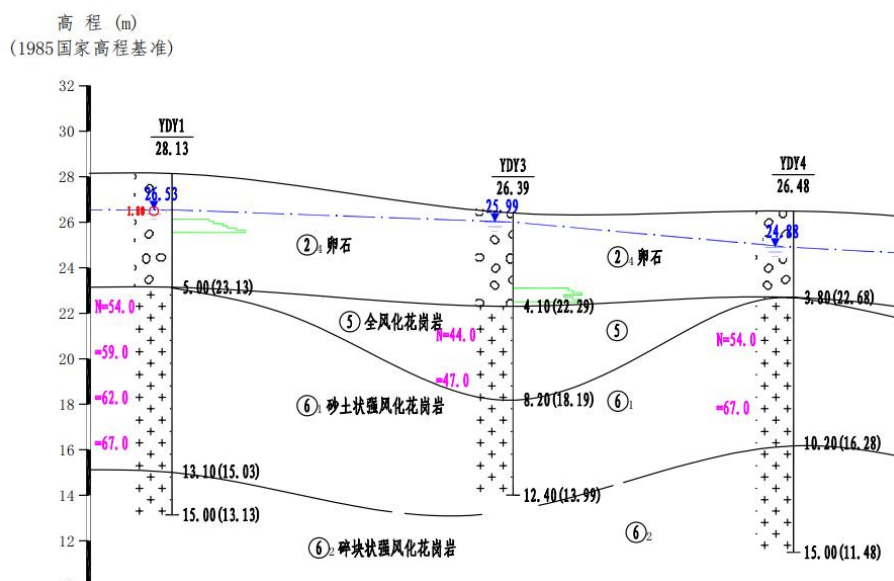 高 程 (m)
(1985国家高程基准)
32
30
28
26
24
22
20
18
16
14
12
YDY1
28.13
26.53
1.80
5.00(23.13)
N=54.0
=59.0
=62.0
=67.0
13.10(15.03)
15.00(13.13)
②4 卵石
⑤ 全风化花岗岩
⑥1 砂土状强风化花岗岩
⑥2 碎块状强风化花岗岩
YDY3
26.39
25.99
4.10(22.29)
N=44.0
=47.0
8.20(18.19)
12.40(13.99)
②4 卵石
⑤
⑥1
⑥2
YDY4
26.48
24.88
3.80(22.68)
N=54.0
=67.0
10.20(16.28)
15.00(11.48)